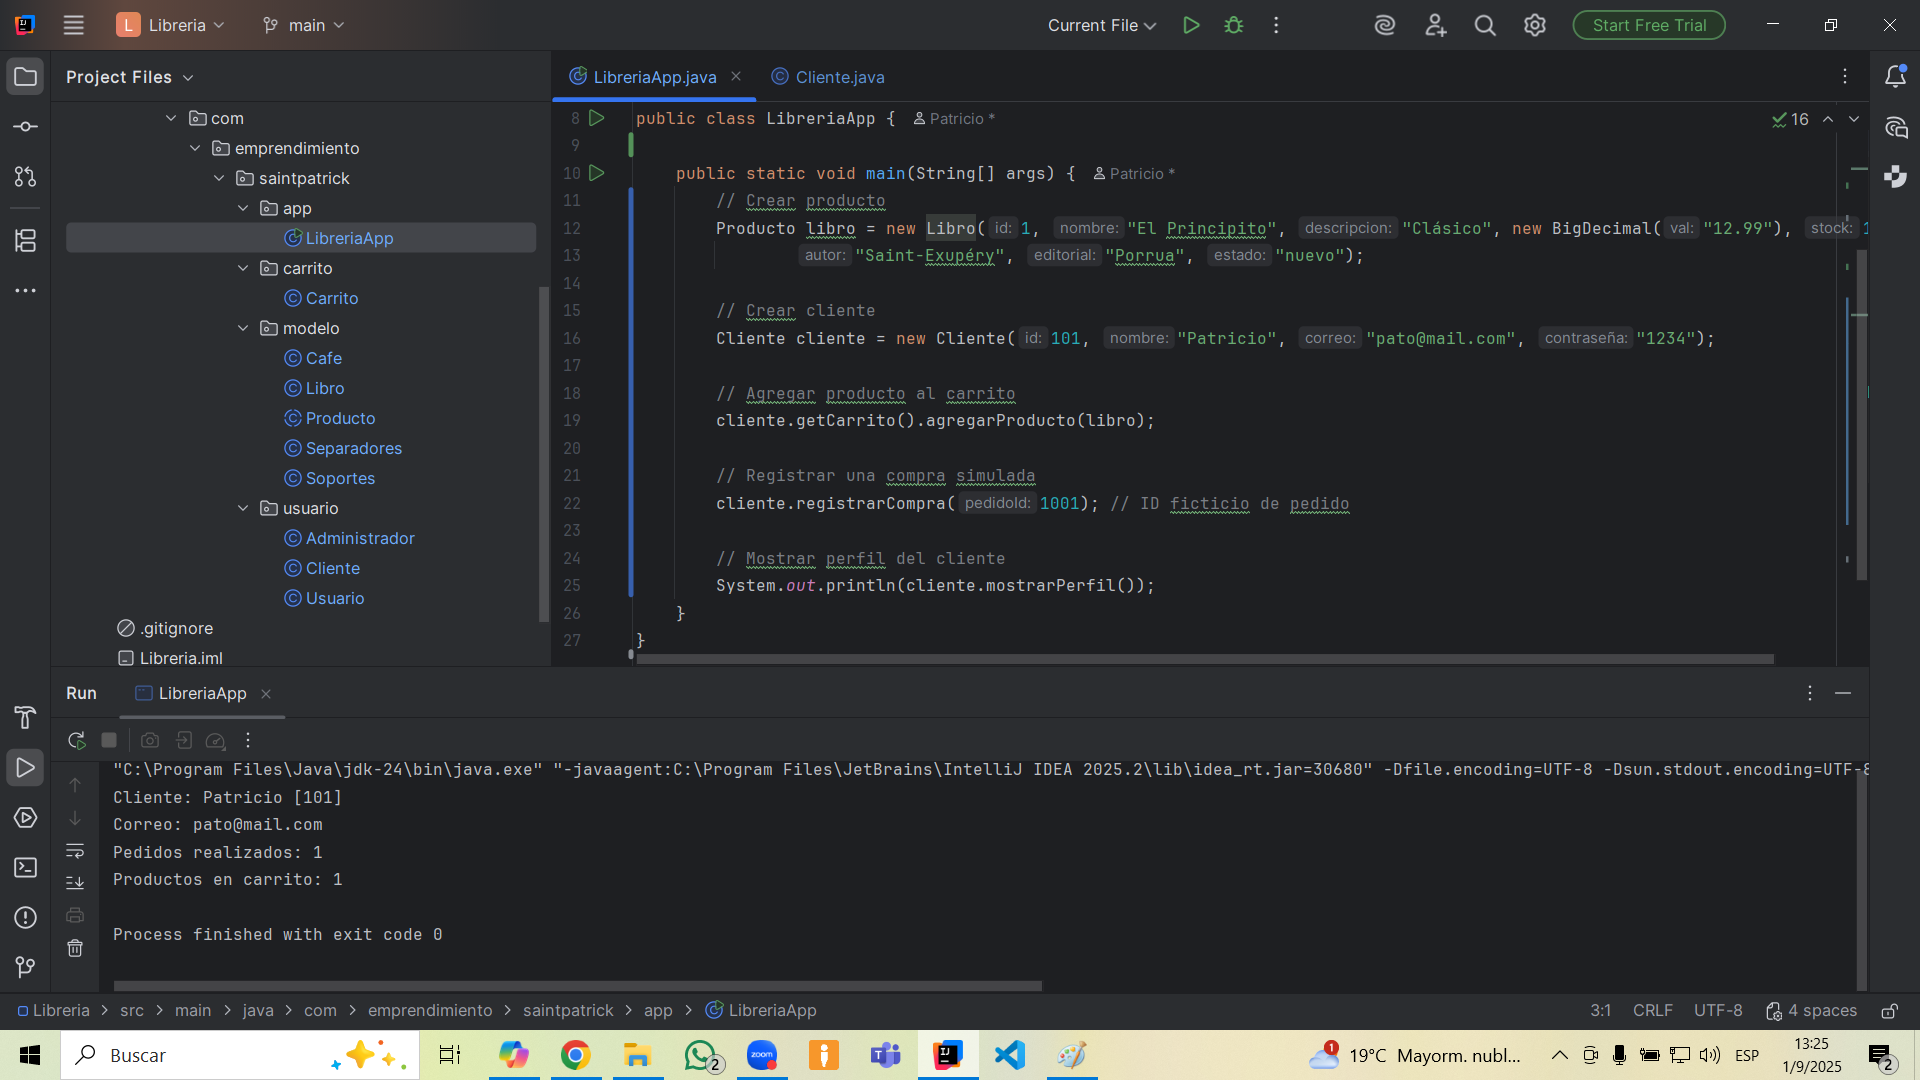 L Libreria main Current File Start Free Trial
Project Files
com
emprendimiento
saintpatrick
app
LibreriaApp
carrito
Carrito
modelo
Cafe
Libro
Producto
Separadores
Soportes
usuario
Administrador
Cliente
Usuario
.gitignore
Libreria.iml
LibreriaApp.java Cliente.java
16
8 public class LibreriaApp { Patricio *
9
10 public static void main(String[] args) { Patricio *
11 // Crear producto
12 Producto libro = new Libro( id: 1, nombre: "El Principito", descripcion: "Clásico", new BigDecimal( val: "12.99"), stock: 1
13 autor: "Saint-Exupéry", editorial: "Porrua", estado: "nuevo");
14
15 // Crear cliente
16 Cliente cliente = new Cliente( id: 101, nombre: "Patricio", correo: "pato@mail.com", contraseña: "1234");
17
18 // Agregar producto al carrito
19 cliente.getCarrito().agregarProducto(libro);
20
21 // Registrar una compra simulada
22 cliente.registrarCompra( pedidoId: 1001); // ID ficticio de pedido
23
24 // Mostrar perfil del cliente
25 System.out.println(cliente.mostrarPerfil());
26 }
27 }
Run LibreriaApp
"C:\Program Files\Java\jdk-24\bin\java.exe" "-javaagent:C:\Program Files\JetBrains\IntelliJ IDEA 2025.2\lib\idea_rt.jar=30680" -Dfile.encoding=UTF-8 -Dsun.stdout.encoding=UTF-8
Cliente: Patricio [101]
Correo: pato@mail.com
Pedidos realizados: 1
Productos en carrito: 1
Process finished with exit code 0
Libreria > src > main > java > com > emprendimiento > saintpatrick > app > LibreriaApp 3:1 CRLF UTF-8 4 spaces
Buscar 2 zoom 1 19°C Mayorm. nubl... ESP 13:25
1/9/2025 2